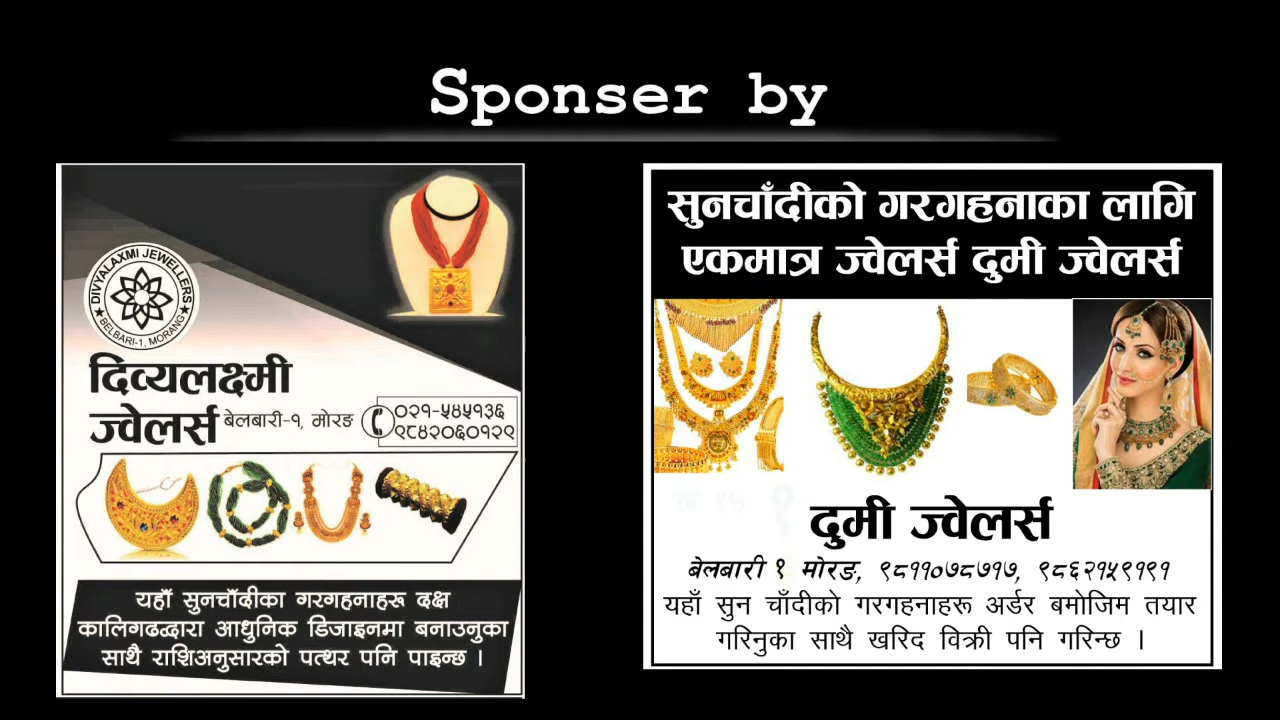 Sponser by
DIVYALAXMI JEWELLERS
BELBARI-1, MORANG
दिव्यलक्ष्मी
ज्वेलर्स बेलबारी-१, मोरङ
०२१-५४५१३६
९८४२०६०१२९
यहाँ सुनचाँदीका गरगहनाहरू दक्ष
कालिगढद्वारा आधुनिक डिजाइनमा बनाउनुका
साथै राशिअनुसारको पत्थर पनि पाइन्छ ।
सुनचाँदीको गरगहनाका लागि
एकमात्र ज्वेलर्स दुमी ज्वेलर्स
दुमी ज्वेलर्स
बेलबारी १ मोरङ, ९८११०७८७१७, ९८६२१५९१९१
यहाँ सुन चाँदीको गरगहनाहरू अर्डर बमोजिम तयार
गरिनुका साथै खरिद विक्री पनि गरिन्छ ।